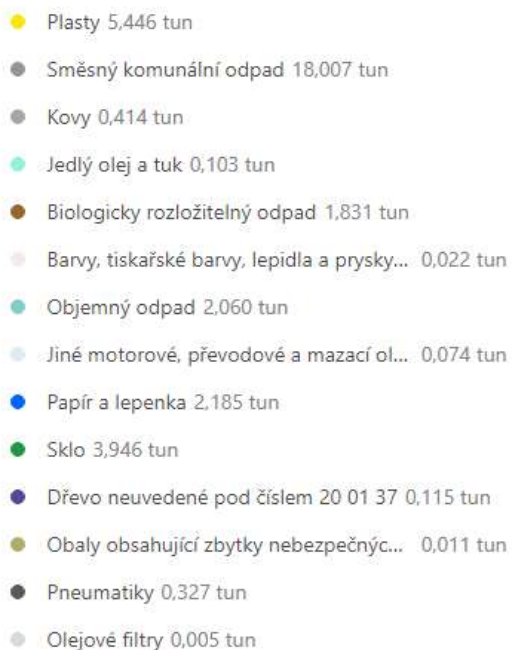 Plasty 5,446 tun
Směsný komunální odpad 18,007 tun
Kovy 0,414 tun
Jedlý olej a tuk 0,103 tun
Biologicky rozložitelný odpad 1,831 tun
Barvy, tiskařské barvy, lepidla a prysky... 0,022 tun
Objemný odpad 2,060 tun
Jiné motorové, převodové a mazací ol... 0,074 tun
Papír a lepenka 2,185 tun
Sklo 3,946 tun
Dřevo neuvedené pod číslem 20 01 37 0,115 tun
Obaly obsahující zbytky nebezpečnýc... 0,011 tun
Pneumatiky 0,327 tun
Olejové filtry 0,005 tun